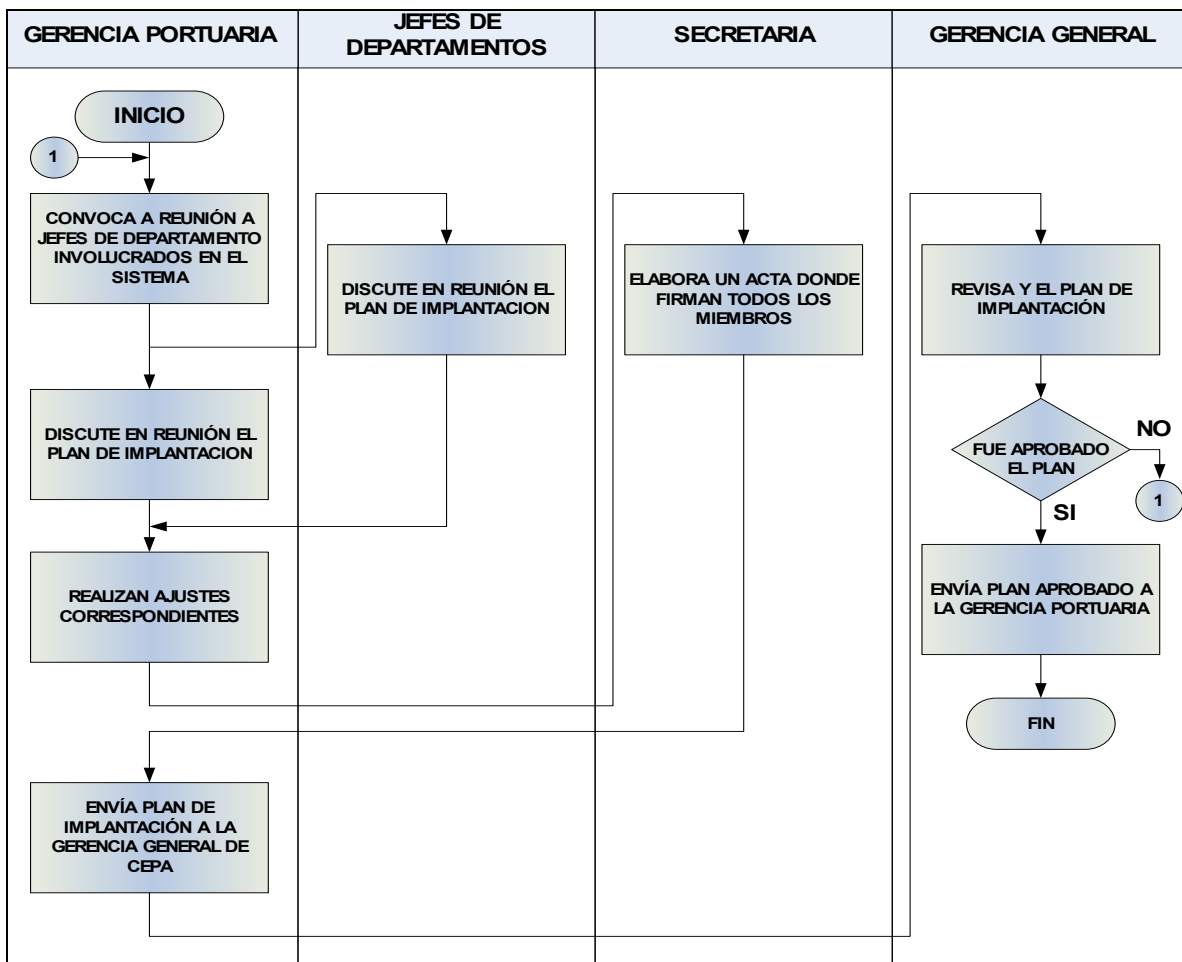 GERENCIA PORTUARIA
JEFES DE
DEPARTAMENTOS
SECRETARIA
GERENCIA GENERAL
INICIO
1
CONVOCA A REUNIÓN A
JEFES DE DEPARTAMENTO
INVOLUCRADOS EN EL
SISTEMA
DISCUTE EN REUNIÓN EL
PLAN DE IMPLANTACION
REALIZAN AJUSTES
CORRESPONDIENTES
ENVÍA PLAN DE
IMPLANTACIÓN A LA
GERENCIA GENERAL DE
CEPA
DISCUTE EN REUNIÓN EL
PLAN DE IMPLANTACION
ELABORA UN ACTA DONDE
FIRMAN TODOS LOS
MIEMBROS
REVISA Y EL PLAN DE
IMPLANTACIÓN
FUE APROBADO
EL PLAN
NO
1
SI
ENVÍA PLAN APROBADO A
LA GERENCIA PORTUARIA
FIN